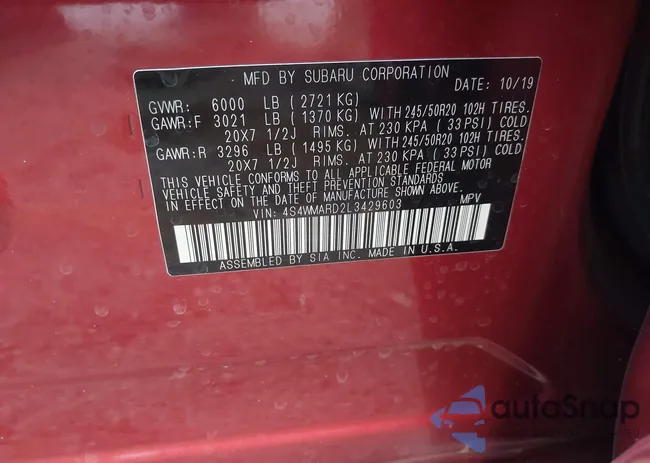 MFD BY SUBARU CORPORATION
DATE: 10/19
GVWR: 6000 LB (2721 KG)
GAWR:F 3021 LB (1370 KG) WITH 245/50R20 102H TIRES.
20X7 1/2J RIMS. AT 230 KPA (33 PSI) COLD
GAWR:R 3296 LB (1495 KG) WITH 245/50R20 102H TIRES.
20X7 1/2J RIMS. AT 230 KPA (33 PSI) COLD
THIS VEHICLE CONFORMS TO ALL APPLICABLE FEDERAL MOTOR
VEHICLE SAFETY AND THEFT PREVENTION STANDARDS
IN EFFECT ON THE DATE OF MANUFACTURE SHOWN ABOVE.
VIN: 4S4WMARD2L3429603 MPV
ASSEMBLED BY SIA INC. MADE IN U.S.A.
autoSnap